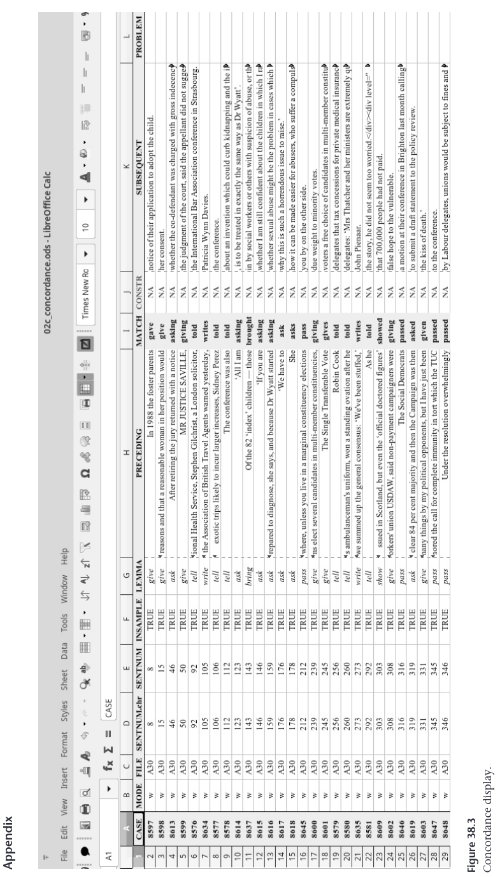 Appendix
02c_concordance.ods - LibreOffice Calc
File Edit View Insert Format Styles Sheet Data Tools Window Help
Times New Ro 10
A1 fx Σ = CASE
A B C D E F G H I J K L
1 CASE MODE FILE SENTNUM.chr SENTNUM INSAMPLE LEMMA PRECEDING MATCH CONSTR SUBSEQUENT PROBLEM
2 8597 w A30 8 8 TRUE give In 1988 the foster parents gave NA notice of their application to adopt the child.
3 8598 w A30 15 15 TRUE give reasons and that a reasonable woman in her position would give NA her consent.
4 8613 w A30 46 46 TRUE ask After retiring the jury returned with a notice asking NA whether the co-defendant was charged with gross indecency
5 8599 w A30 50 50 TRUE give MR JUSTICE SAVILLE, giving NA the judgment of the court, said the appellant did not sugges
6 8576 w A30 92 92 TRUE tell ional Health Service, Stephen Gilchrist, a London solicitor, told NA the International Bar Association conference in Strasbourg.
7 8634 w A30 105 105 TRUE write the Association of British Travel Agents warned yesterday, writes NA Patricia Wynn Davies.
8 8577 w A30 106 106 TRUE tell exotic trips likely to incur larger increases, Sidney Perez told NA the conference.
9 8578 w A30 112 112 TRUE tell The conference was also told NA about an invention which could curb kidnapping and the i
10 8614 w A30 123 123 TRUE ask All I am asking NA is to be treated in exactly the same way as Dr Wyatt'.
11 8637 w A30 143 143 TRUE bring Of the 82 'index' children — those brought NA in by social workers or others with suspicion of abuse, or th
12 8615 w A30 146 146 TRUE ask 'If you are asking NA whether I am still confident about the children in which I m
13 8616 w A30 159 159 TRUE ask repared to diagnose, she says, and because Dr Wyatt started asking NA whether sexual abuse might be the problem in cases which
14 8617 w A30 176 176 TRUE ask 'We have to ask NA why this is such a horrendous issue to raise.'
15 8618 w A30 178 178 TRUE ask She asks NA how it can be made easier for abusers, who suffer a compuls
16 8645 w A30 212 212 TRUE pass where, unless you live in a marginal constituency elections pass NA you by on the other side.
17 8600 w A30 239 239 TRUE give ms elect several candidates in multi-member constituencies, giving NA due weight to minority votes.
18 8601 w A30 245 245 TRUE give The Single Transferable Vote gives NA voters a free choice of candidates in multi-member constitu
19 8579 w A30 256 256 TRUE tell Robin Cook told NA delegates that tax concessions for private medical insurance
20 8580 w A30 260 260 TRUE tell s ambulanceman's uniform, won a standing ovation after he told NA delegates: 'Mrs Thatcher and her ministers are extremely q
21 8635 w A30 273 273 TRUE write we summed up the general consensus: 'We've been stuffed,' writes NA John Pienaar.
22 8581 w A30 292 292 TRUE tell As he told NA the story, he did not seem too worried </div><div level="
23 8609 w A30 303 303 TRUE show issued in Scotland, but even the 'official doctored figures' showed NA that 700,000 people had not paid.
24 8602 w A30 308 308 TRUE give orkers' union USDAW, said non-payment campaigners were giving NA false hope to the vulnerable.
25 8646 w A30 316 316 TRUE pass The Social Democrats passed NA a motion at their conference in Brighton last month calling
26 8619 w A30 319 319 TRUE ask clear 84 per cent majority and then the Campaign was then asked NA to submit a draft statement to the policy review.
27 8603 w A30 331 331 TRUE give many things by my political opponents, but I have just been given NA the kiss of death.'
28 8647 w A30 345 345 TRUE pass tored the call for complete immunity in tort when the TUC passed NA to the conference.
29 8048 w A30 346 346 TRUE pass Under the resolution overwhelmingly passed NA by Labour delegates, unions would be subject to fines and
Figure 38.3
Concordance display.